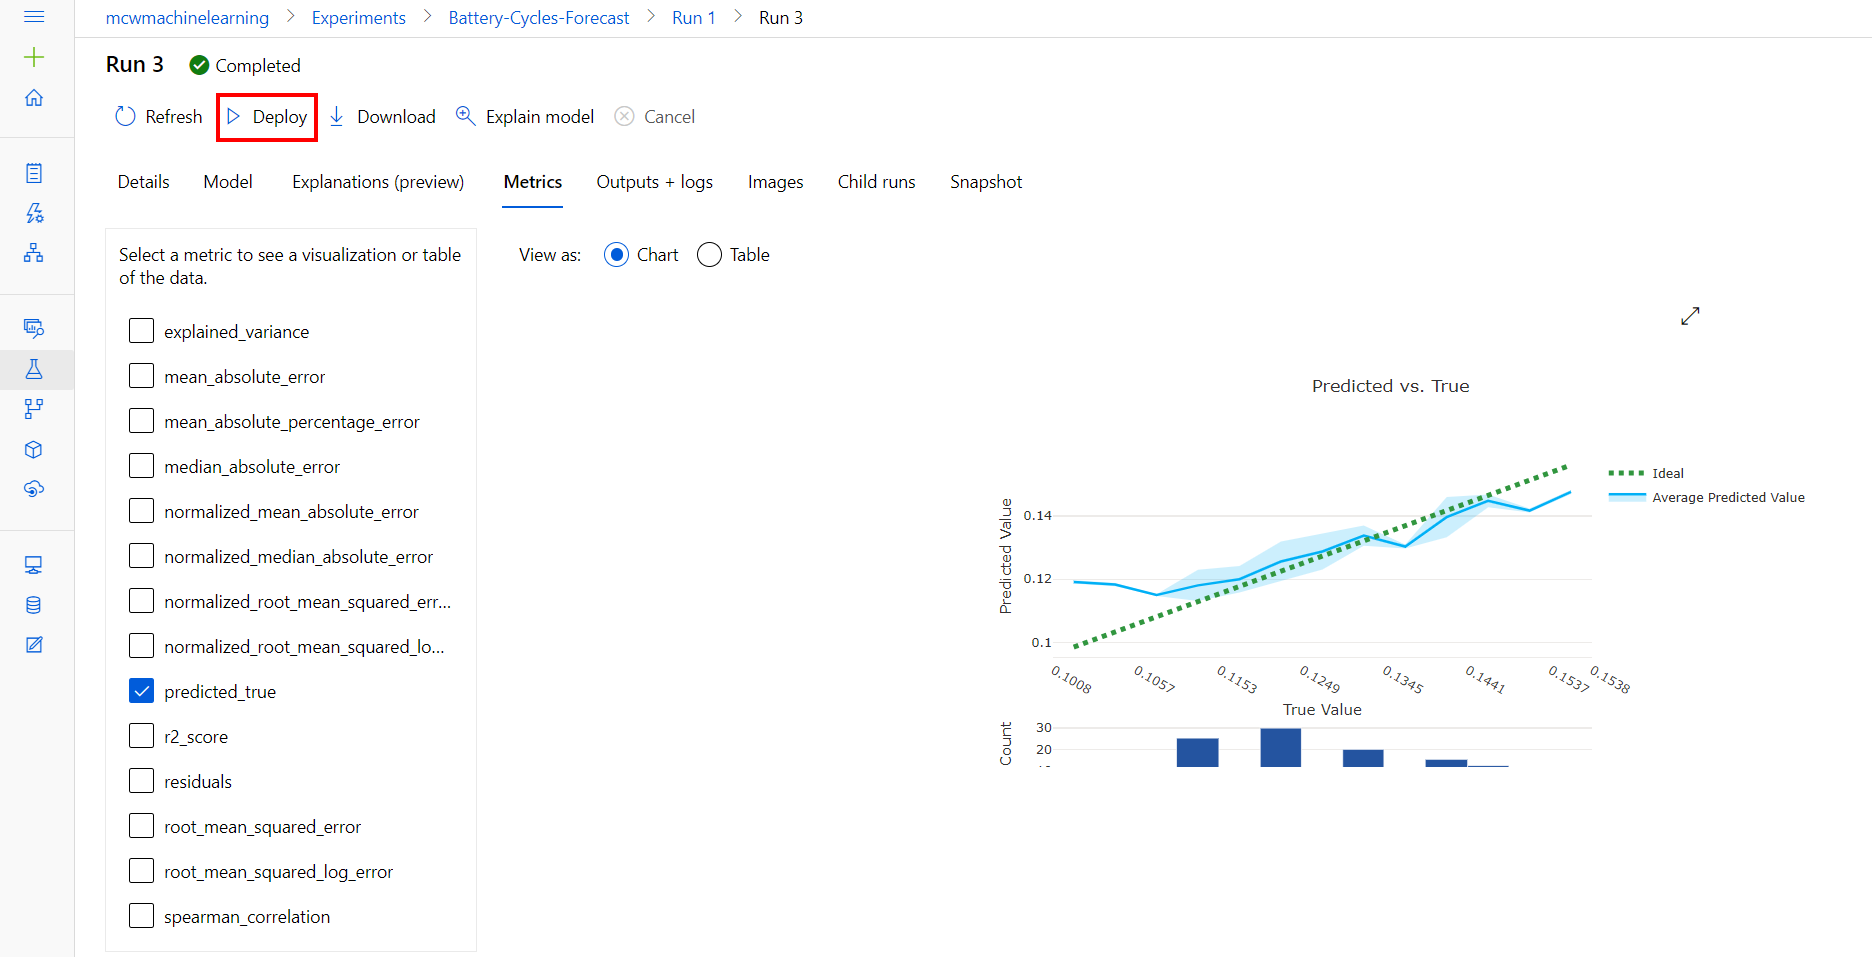 mcwmachinelearning > Experiments > Battery-Cycles-Forecast > Run 1 > Run 3
Run 3 Completed
Refresh Deploy Download Explain model Cancel
Details Model Explanations (preview) Metrics Outputs + logs Images Child runs Snapshot
Select a metric to see a visualization or table
of the data.
explained_variance
mean_absolute_error
mean_absolute_percentage_error
median_absolute_error
normalized_mean_absolute_error
normalized_median_absolute_error
normalized_root_mean_squared_err...
normalized_root_mean_squared_lo...
predicted_true
r2_score
residuals
root_mean_squared_error
root_mean_squared_log_error
spearman_correlation
View as: Chart Table
Predicted vs. True
Ideal
Average Predicted Value
Predicted Value
0.14
0.12
0.1
0.1008 0.1057 0.1153 0.1249 0.1345 0.1441 0.1537 0.1538
True Value
Count
30
20